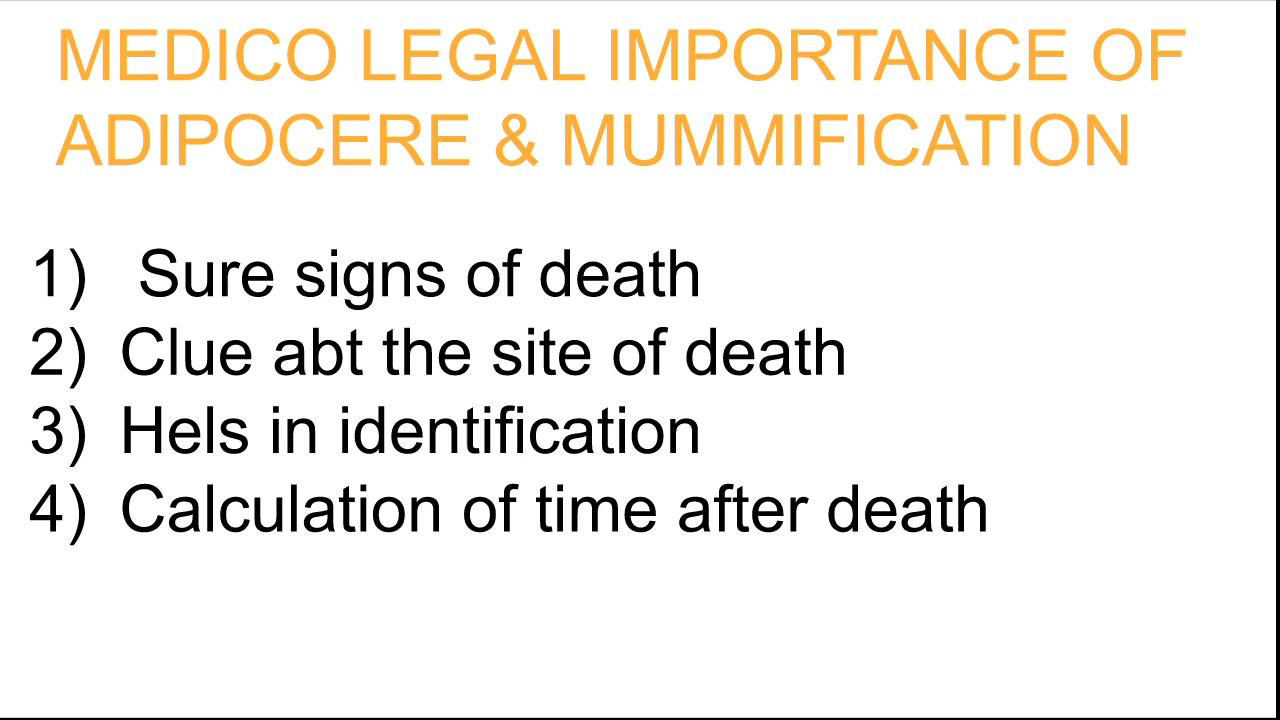 MEDICO LEGAL IMPORTANCE OF
ADIPOCERE & MUMMIFICATION
1) Sure signs of death
2) Clue abt the site of death
3) Hels in identification
4) Calculation of time after death